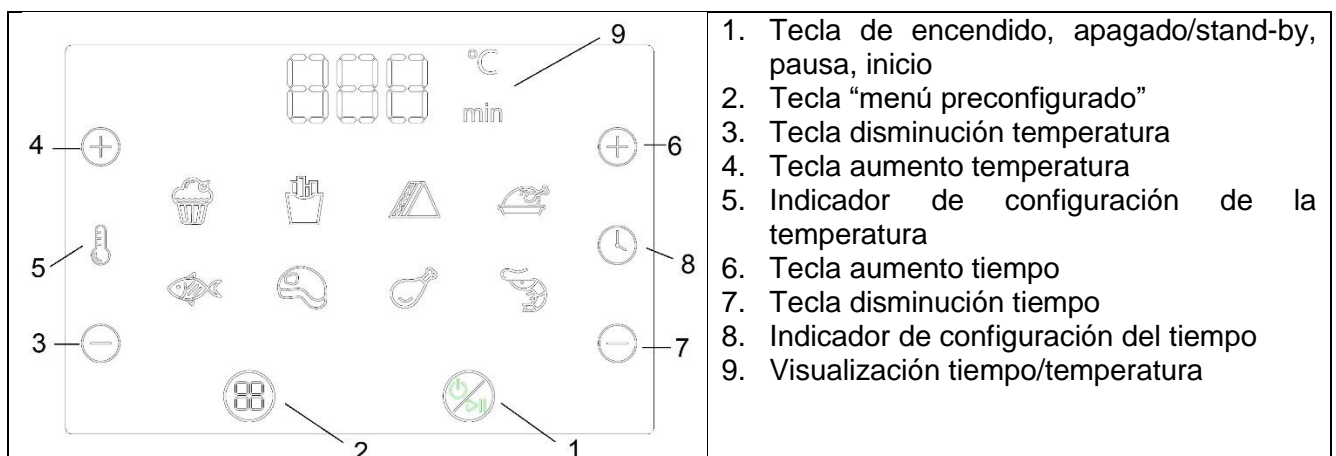 9
°C
min
4
6
5
8
3
7
2
1
1. Tecla de encendido, apagado/stand-by,
pausa, inicio
2. Tecla “menú preconfigurado”
3. Tecla disminución temperatura
4. Tecla aumento temperatura
5. Indicador de configuración de la
temperatura
6. Tecla aumento tiempo
7. Tecla disminución tiempo
8. Indicador de configuración del tiempo
9. Visualización tiempo/temperatura